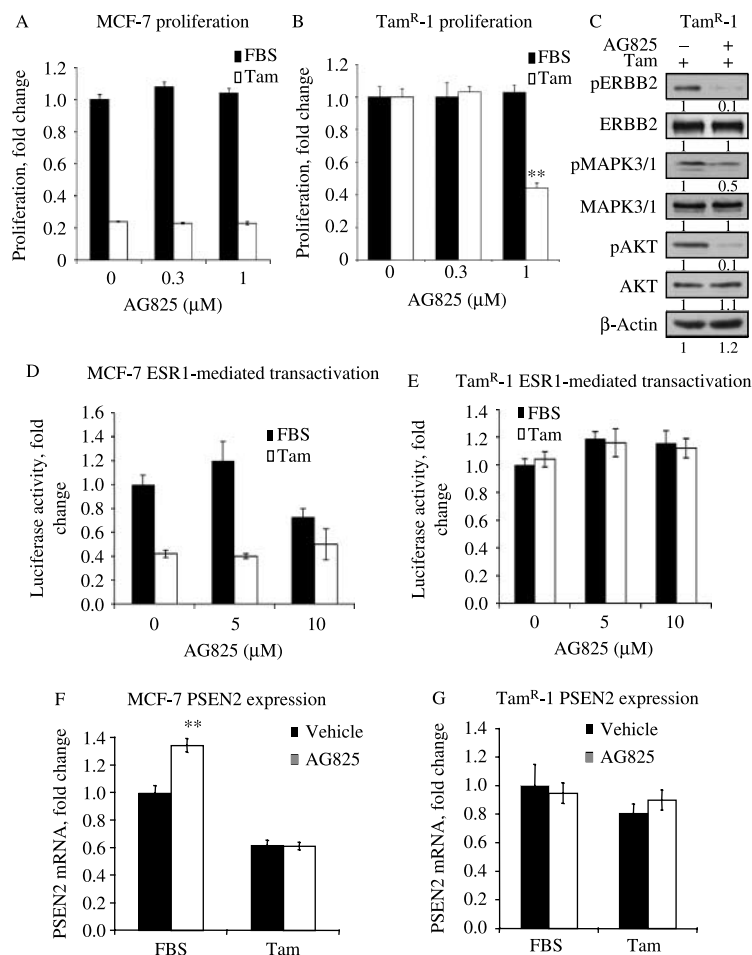 A
MCF-7 proliferation
FBS
Tam
Proliferation, fold change
1.2
1.0
0.8
0.6
0.4
0.2
0
0
0.3
1
AG825 (µM)
B
Tam^R-1 proliferation
FBS
Tam
Proliferation, fold change
1.2
1.0
0.8
0.6
0.4
0.2
0
**
0
0.3
1
AG825 (µM)
C
Tam^R-1
AG825 – +
Tam + +
pERBB2
1 0.1
ERBB2
1 1
pMAPK3/1
1 0.5
MAPK3/1
1 1
pAKT
1 0.1
AKT
1 1.1
β-Actin
1 1.2
D
MCF-7 ESR1-mediated transactivation
FBS
Tam
Luciferase activity, fold
change
1.6
1.4
1.2
1.0
0.8
0.6
0.4
0.2
0.0
0
5
10
AG825 (µM)
E
Tam^R-1 ESR1-mediated transactivation
FBS
Tam
Luciferase activity, fold
change
1.6
1.4
1.2
1.0
0.8
0.6
0.4
0.2
0.0
0
5
10
AG825 (µM)
F
MCF-7 PSEN2 expression
Vehicle
AG825
**
PSEN2 mRNA, fold change
1.4
1.2
1.0
0.8
0.6
0.4
0.2
0.0
FBS
Tam
G
Tam^R-1 PSEN2 expression
Vehicle
AG825
PSEN2 mRNA, fold change
1.4
1.2
1.0
0.8
0.6
0.4
0.2
0.0
FBS
Tam